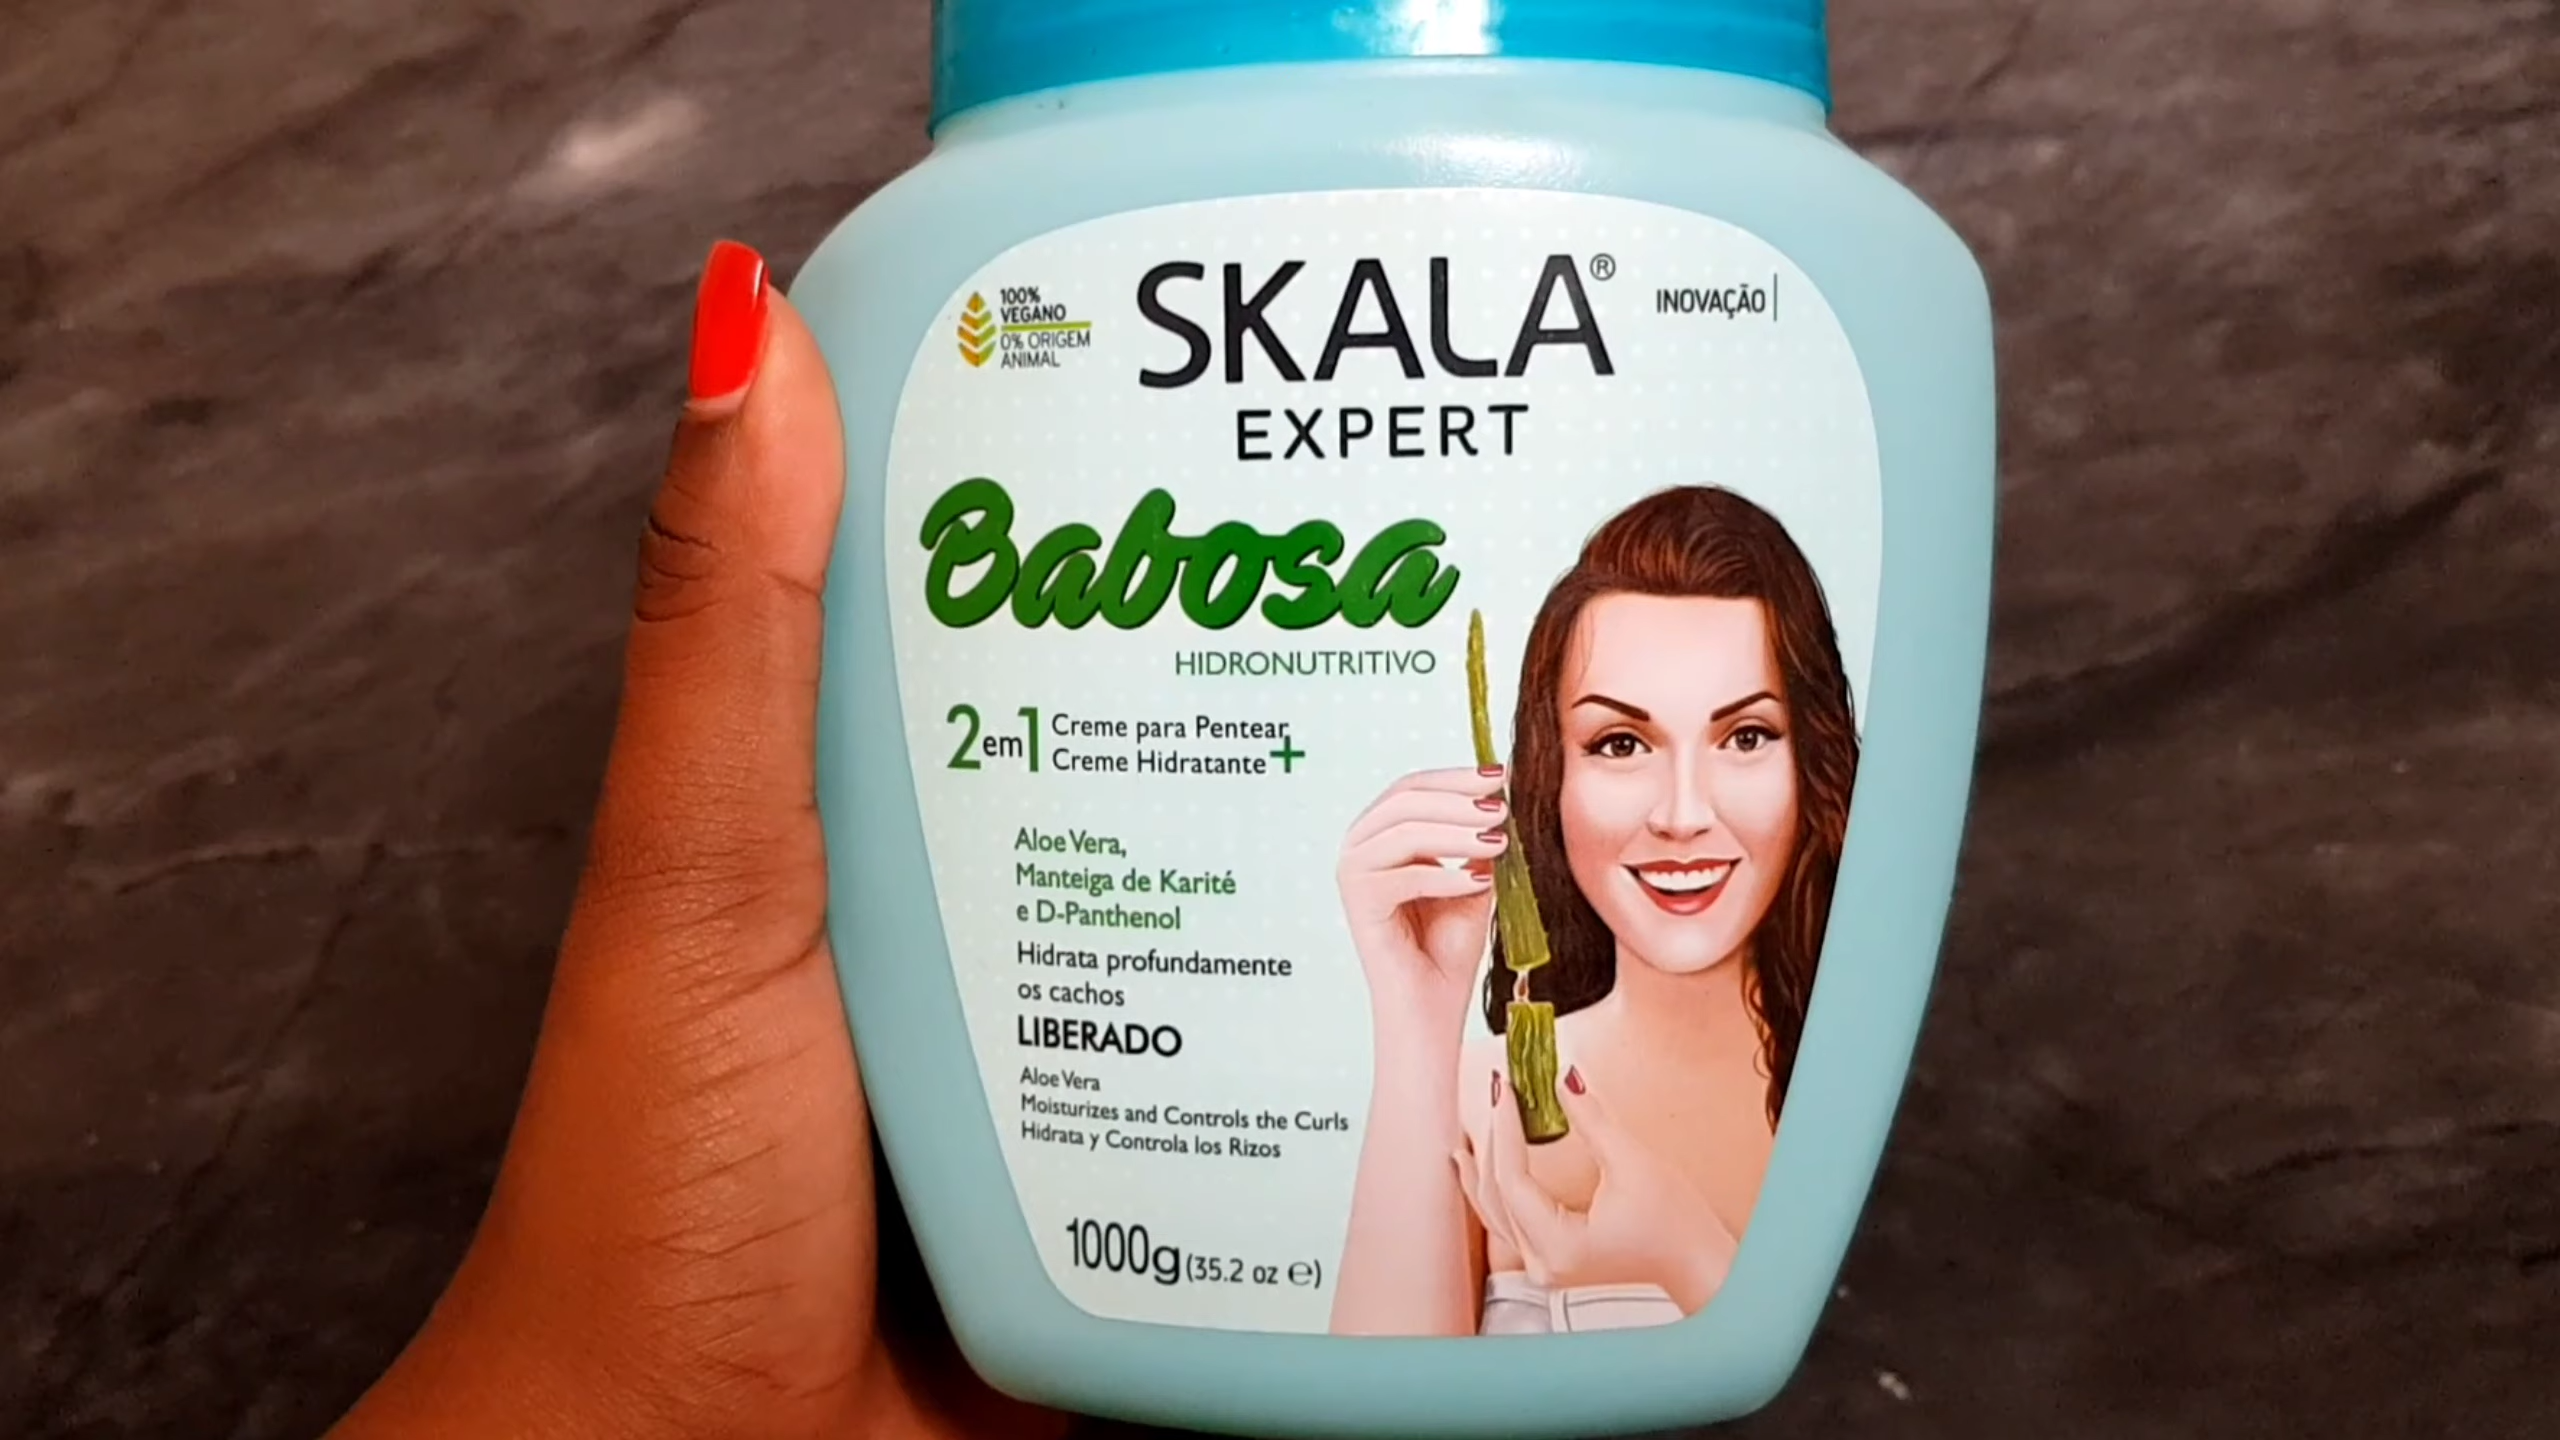 100%
VEGANO
0% ORIGEM
ANIMAL
SKALA®
INOVAÇÃO
EXPERT
Babosa
HIDRONUTRITIVO
2em1 Creme para Pentear
Creme Hidratante +
Aloe Vera,
Manteiga de Karité
e D-Panthenol
Hidrata profundamente
os cachos
LIBERADO
Aloe Vera
Moisturizes and Controls the Curls
Hidrata y Controla los Rizos
1000g (35.2 oz ℮)